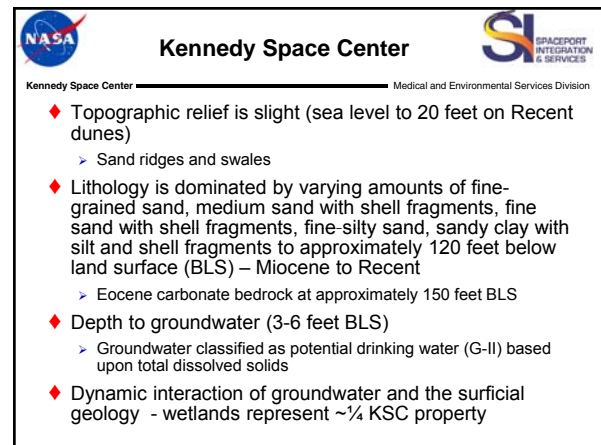 NASA
Kennedy Space Center
SI SPACEPORT
INTEGRATION
& SERVICES
Kennedy Space Center
Medical and Environmental Services Division
♦ Topographic relief is slight (sea level to 20 feet on Recent
dunes)
➢ Sand ridges and swales
♦ Lithology is dominated by varying amounts of fine-
grained sand, medium sand with shell fragments, fine
sand with shell fragments, fine-silty sand, sandy clay with
silt and shell fragments to approximately 120 feet below
land surface (BLS) – Miocene to Recent
➢ Eocene carbonate bedrock at approximately 150 feet BLS
♦ Depth to groundwater (3-6 feet BLS)
➢ Groundwater classified as potential drinking water (G-II) based
upon total dissolved solids
♦ Dynamic interaction of groundwater and the surficial
geology - wetlands represent ~¼ KSC property